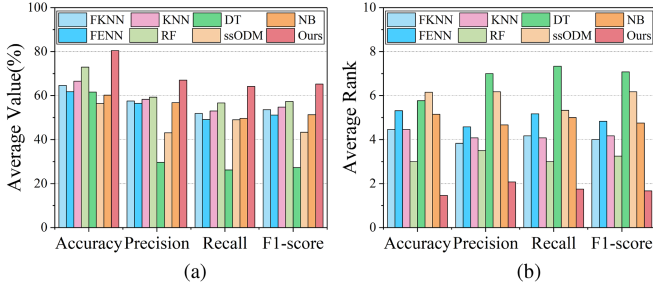 FKNN KNN DT NB
FENN RF ssODM Ours
Average Value(%)
100
80
60
40
20
0
Accuracy Precision Recall F1-score
(a)
FKNN KNN DT NB
FENN RF ssODM Ours
Average Rank
10
8
6
4
2
0
Accuracy Precision Recall F1-score
(b)